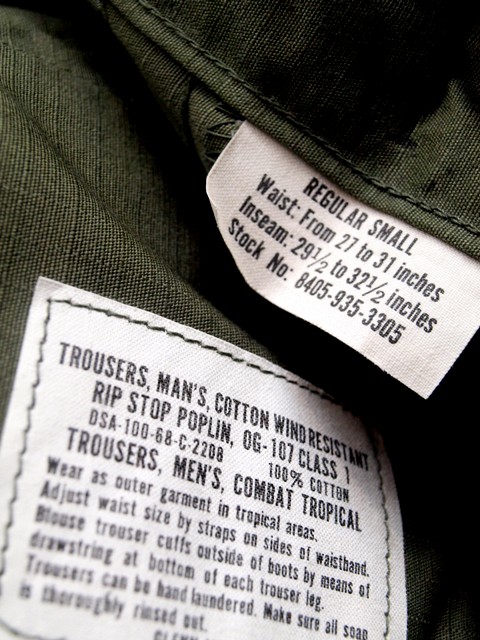 REGULAR SMALL
Waist: From 27 to 31 inches
Inseam: 29½ to 32½ inches
Stock No: 8405-935-3305
TROUSERS, MAN'S, COTTON WIND RESISTANT
RIP STOP POPLIN, OG-107 CLASS 1
DSA-100-68-C-2208 100% COTTON
TROUSERS, MEN'S, COMBAT TROPICAL
Wear as outer garment in tropical areas.
Adjust waist size by straps on sides of waistband.
Blouse trouser cuffs outside of boots by means of
drawstring at bottom of each trouser leg.
Trousers can be hand laundered. Make sure all soap
is thoroughly rinsed out.